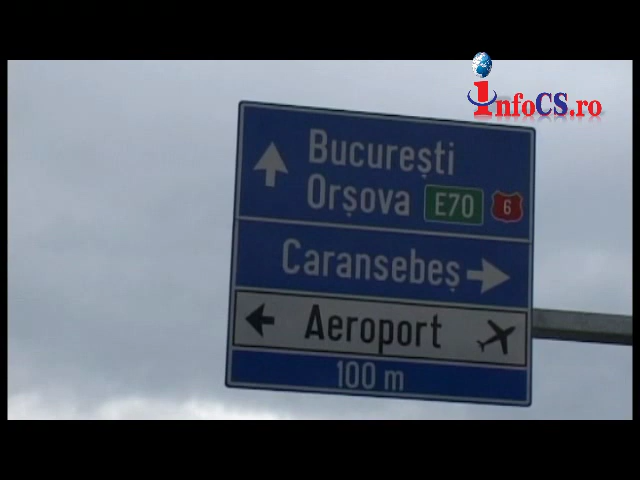 infoCS.ro
București
Orșova E70 6
Caransebeș
Aeroport
100 m